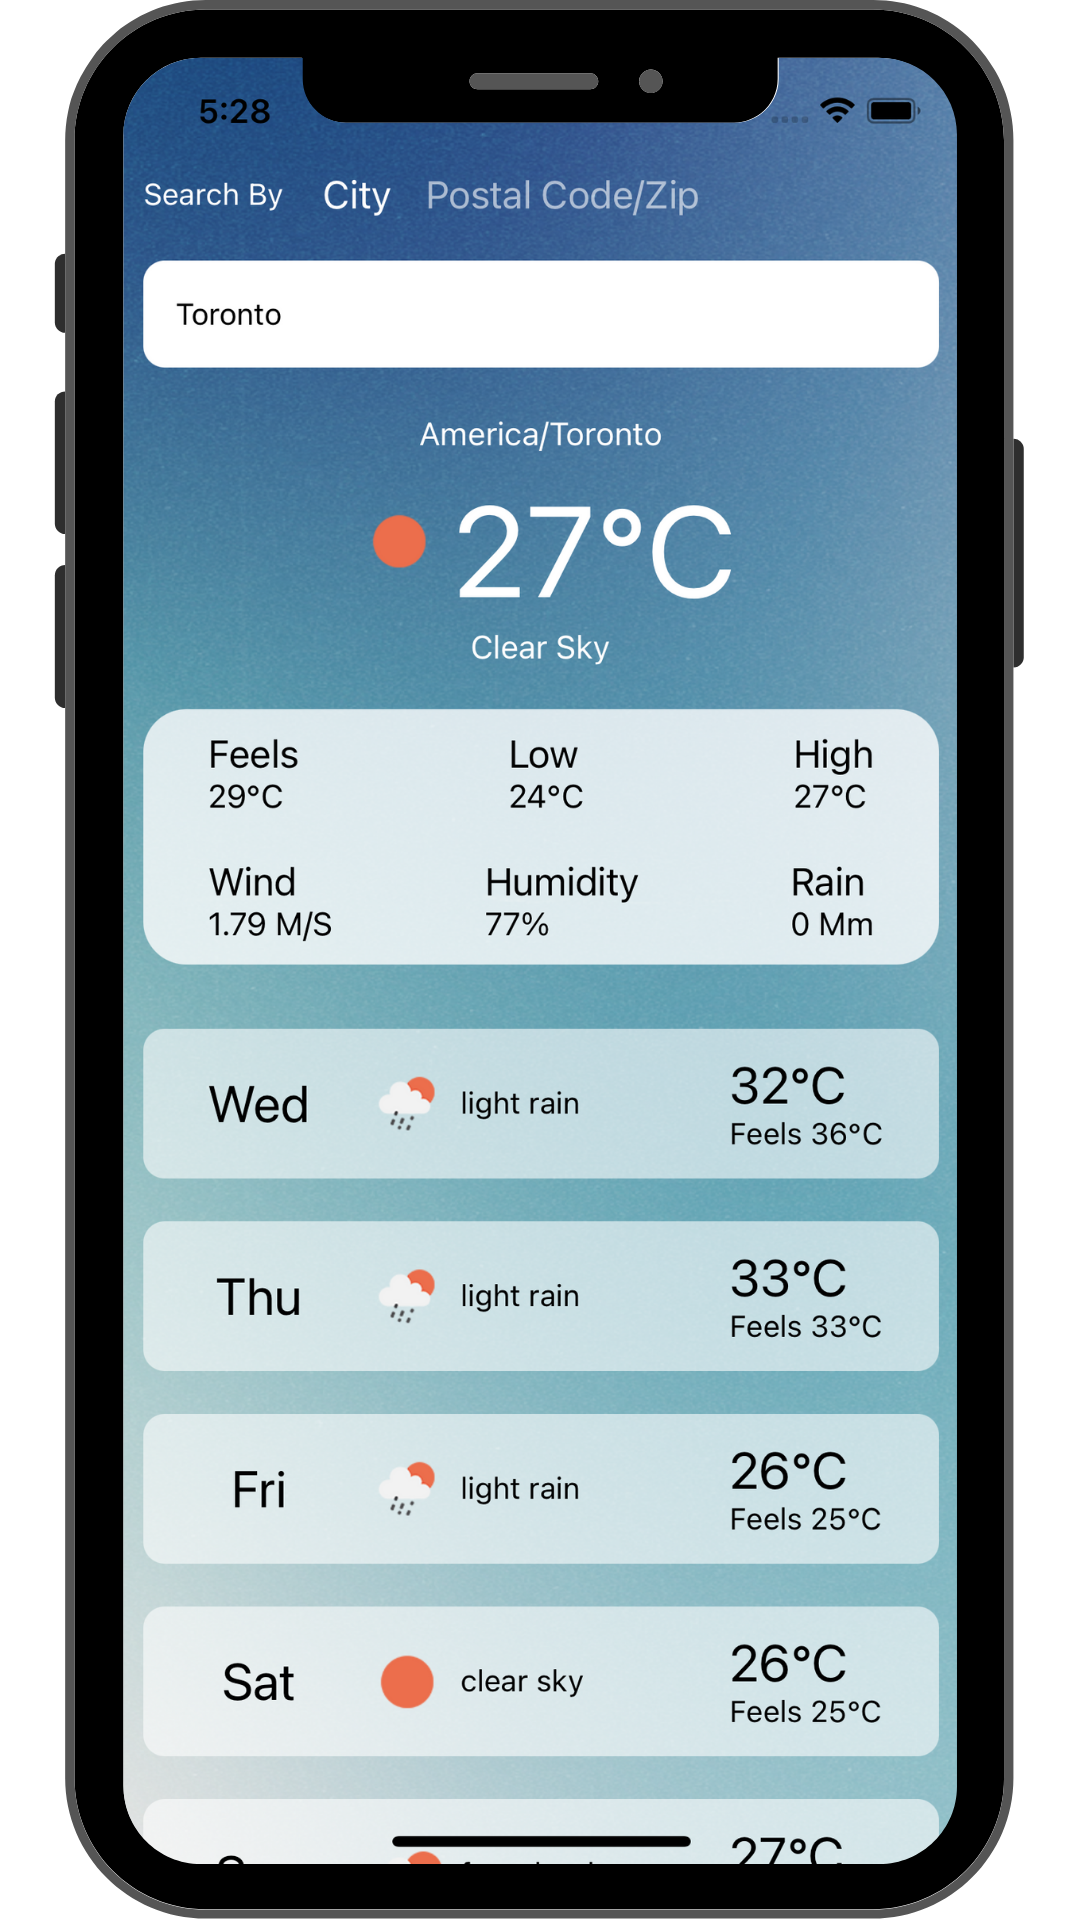 5:28
Search By City Postal Code/Zip
Toronto
America/Toronto
27°C
Clear Sky
Feels Low High
29°C 24°C 27°C
Wind Humidity Rain
1.79 M/S 77% 0 Mm
Wed light rain 32°C
Feels 36°C
Thu light rain 33°C
Feels 33°C
Fri light rain 26°C
Feels 25°C
Sat clear sky 26°C
Feels 25°C
27°C